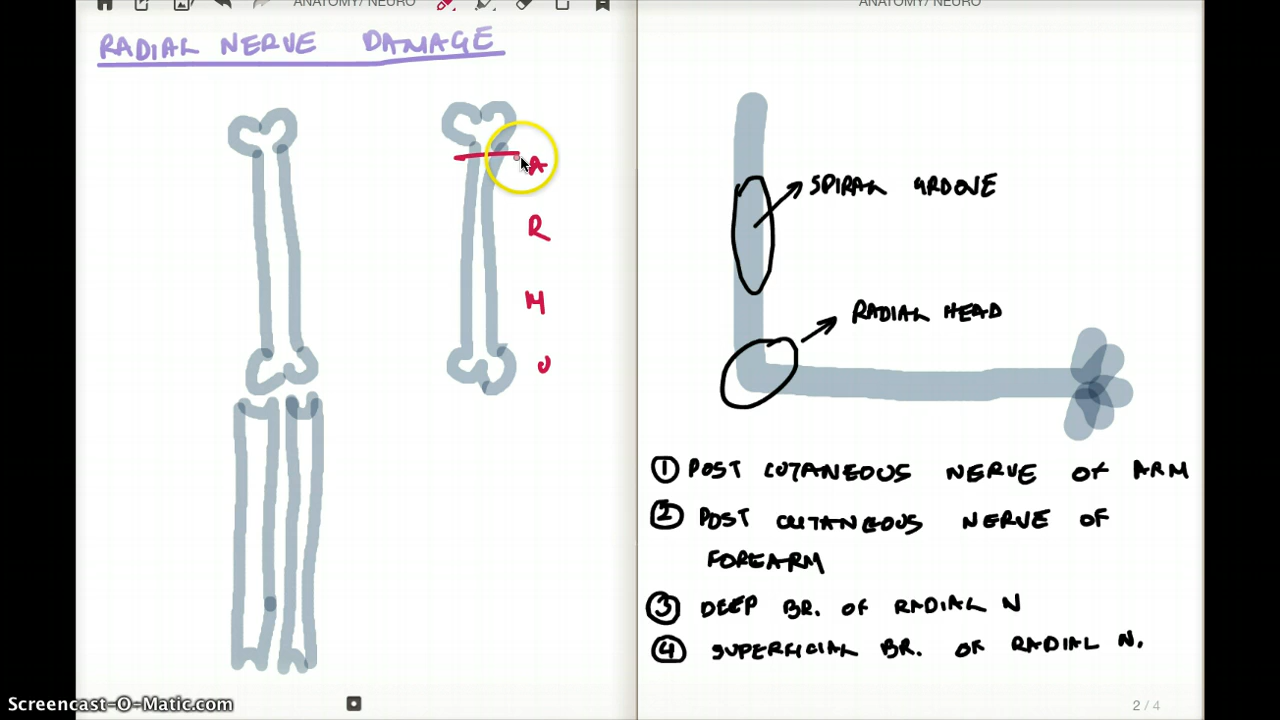 ANATOMY/ NEURO
RADIAL NERVE DAMAGE
A
R
M
U
ANATOMY/ NEURO
SPIRAL GROOVE
RADIAL HEAD
1 POST CUTANEOUS NERVE OF ARM
2 POST CUTANEOUS NERVE OF
FOREARM
3 DEEP BR. OF RADIAL N
4 SUPERFICIAL BR. OF RADIAL N.
2 / 4
Screencast-O-Matic.com